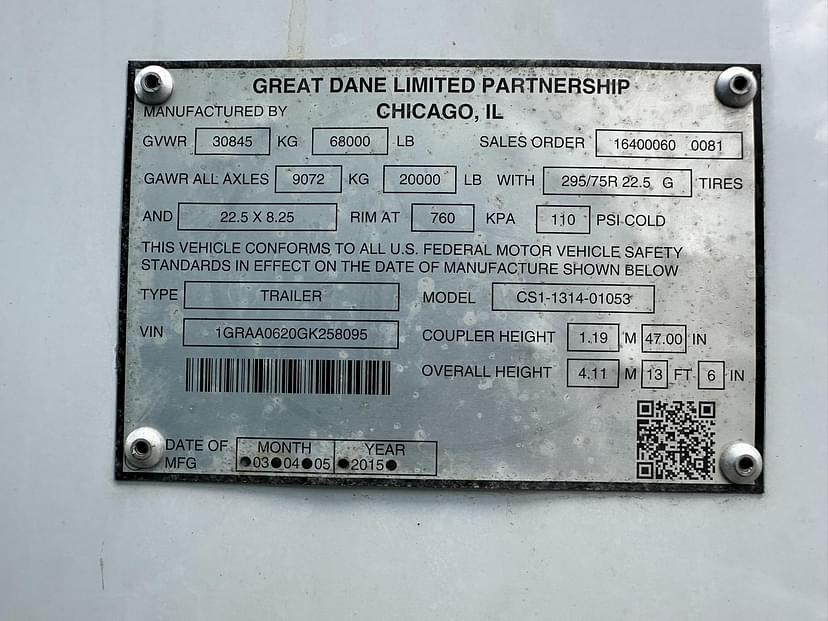 GREAT DANE LIMITED PARTNERSHIP
MANUFACTURED BY CHICAGO, IL
GVWR 30845 KG 68000 LB SALES ORDER 16400060 0081
GAWR ALL AXLES 9072 KG 20000 LB WITH 295/75R 22.5 G TIRES
AND 22.5 X 8.25 RIM AT 760 KPA 110 PSI COLD
THIS VEHICLE CONFORMS TO ALL U.S. FEDERAL MOTOR VEHICLE SAFETY
STANDARDS IN EFFECT ON THE DATE OF MANUFACTURE SHOWN BELOW
TYPE TRAILER MODEL CS1-1314-01053
VIN 1GRAA0620GK258095 COUPLER HEIGHT 1.19 M 47.00 IN
OVERALL HEIGHT 4.11 M 13 FT 6 IN
DATE OF MFG MONTH YEAR
03 04 05 2015